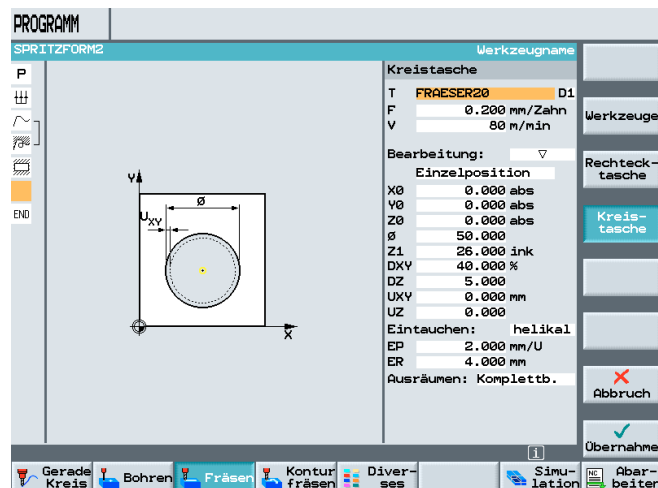 PROGRAMM
SPRITZFORM2
Werkzeugname
P
END
Y
Ø
UXY
X
Kreistasche
T FRAESER20 D1
F 0.200 mm/Zahn
V 80 m/min
Bearbeitung: ▽
Einzelposition
X0 0.000 abs
Y0 0.000 abs
Z0 0.000 abs
Ø 50.000
Z1 26.000 ink
DXY 40.000 %
DZ 5.000
UXY 0.000 mm
UZ 0.000
Eintauchen: helikal
EP 2.000 mm/U
ER 4.000 mm
Ausräumen: Komplettb.
i
Werkzeuge
Rechteck-
tasche
Kreis-
tasche
Abbruch
Übernahme
Gerade
Kreis
Bohren
Fräsen
Kontur
fräsen
Diver-
ses
Simu-
lation
NC
Abar-
beiten